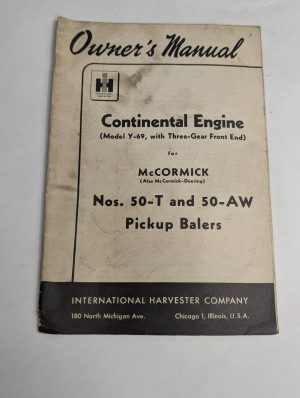 Owner's Manual
IH
Continental Engine
(Model Y-69, with Three-Gear Front End)
for
McCORMICK
(Also McCormick-Deering)
Nos. 50-T and 50-AW
Pickup Balers
INTERNATIONAL HARVESTER COMPANY
180 North Michigan Ave. Chicago 1, Illinois, U.S.A.